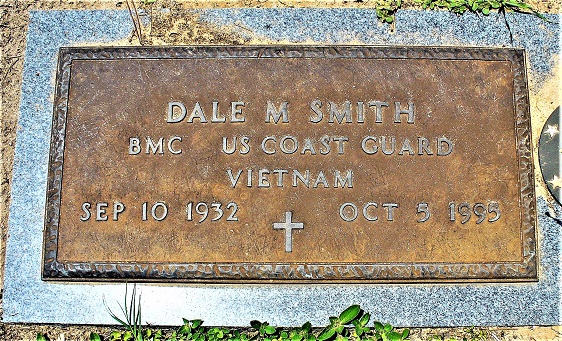 DALE M SMITH
BMC US COAST GUARD
VIETNAM
SEP 10 1932 OCT 5 1995